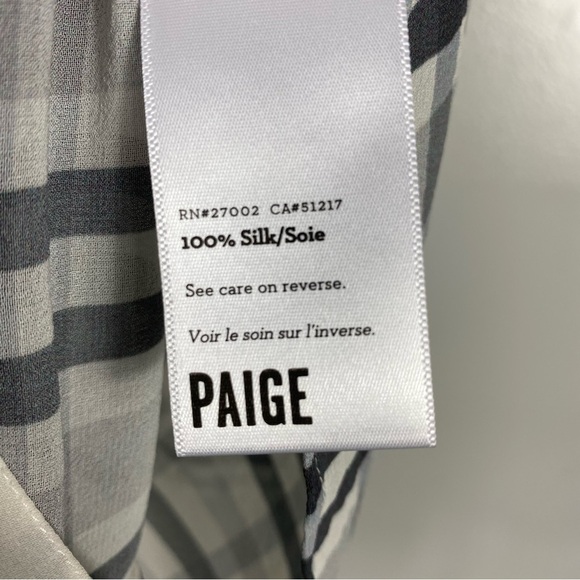 RN#27002 CA#51217
100% Silk/Soie
See care on reverse.
Voir le soin sur l'inverse.
PAIGE